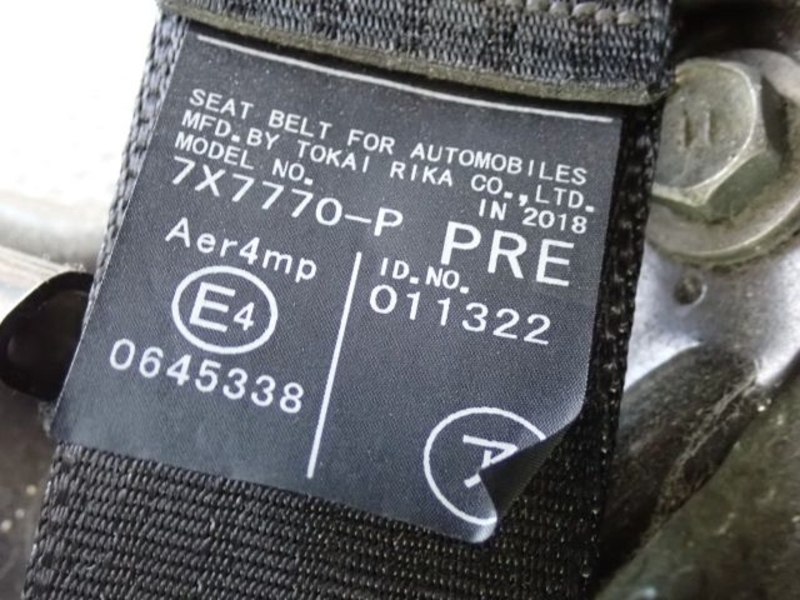 SEAT BELT FOR AUTOMOBILES
MFD. BY TOKAI RIKA CO., LTD.
MODEL NO. IN 2018
7X7770-P PRE
Aer4mp
E4
0645338
ID. NO.
011322
ア